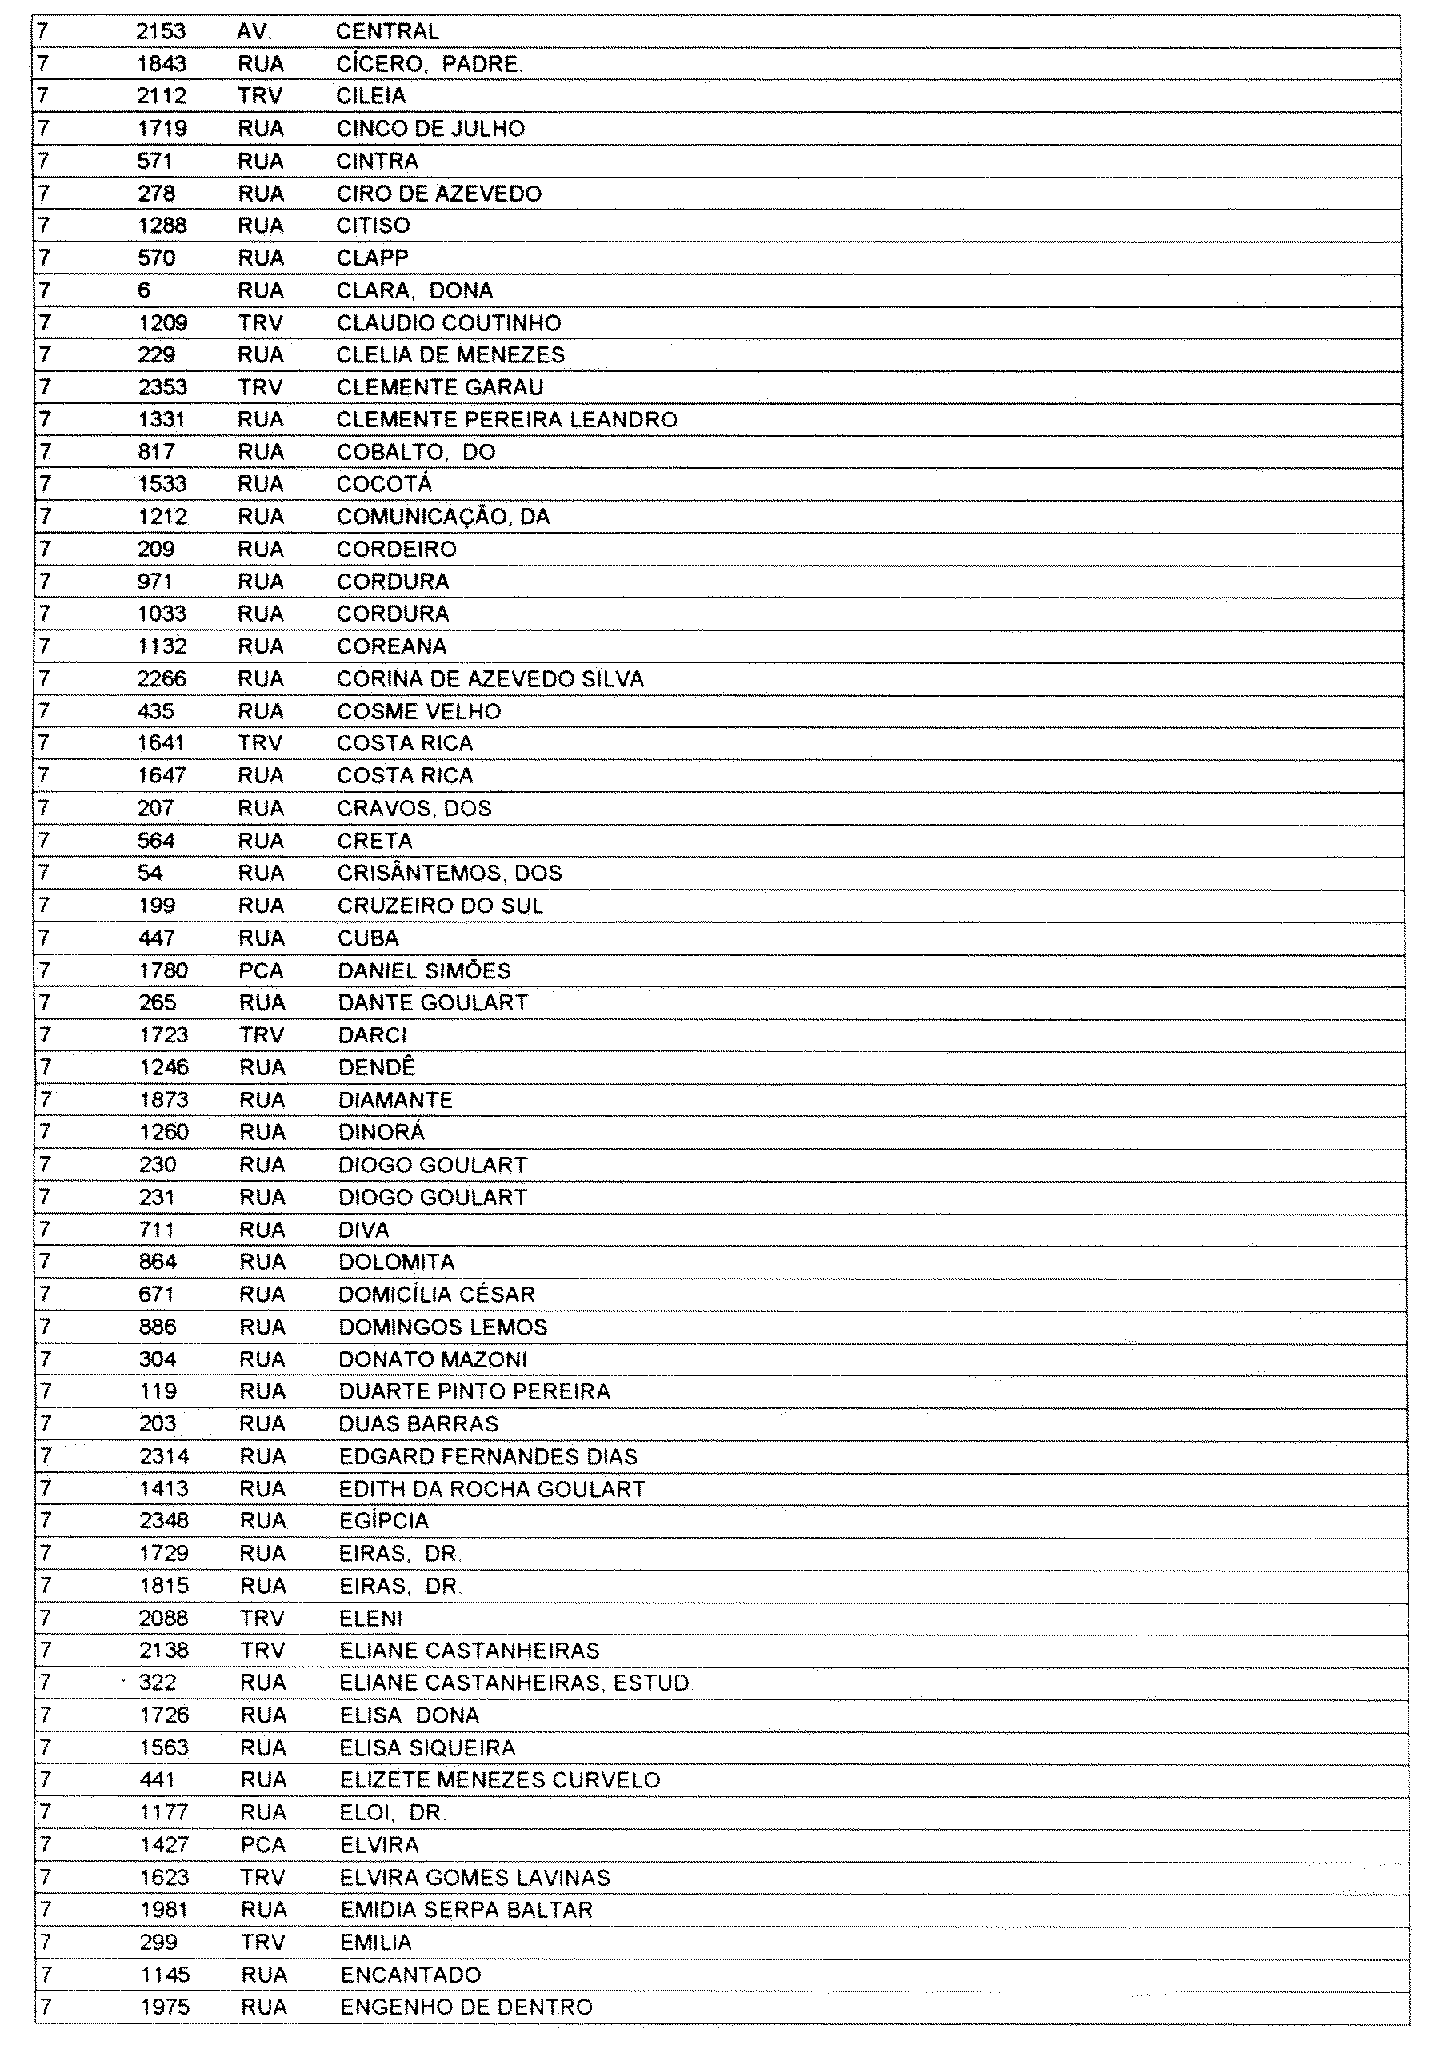 7 2153 AV. CENTRAL
7 1843 RUA CÍCERO, PADRE.
7 2112 TRV CILEIA
7 1719 RUA CINCO DE JULHO
7 571 RUA CINTRA
7 278 RUA CIRO DE AZEVEDO
7 1288 RUA CITISO
7 570 RUA CLAPP
7 6 RUA CLARA, DONA
7 1209 TRV CLAUDIO COUTINHO
7 229 RUA CLELIA DE MENEZES
7 2353 TRV CLEMENTE GARAU
7 1331 RUA CLEMENTE PEREIRA LEANDRO
7 817 RUA COBALTO, DO
7 1533 RUA COCOTÁ
7 1212 RUA COMUNICAÇÃO, DA
7 209 RUA CORDEIRO
7 971 RUA CORDURA
7 1033 RUA CORDURA
7 1132 RUA COREANA
7 2266 RUA CORINA DE AZEVEDO SILVA
7 435 RUA COSME VELHO
7 1641 TRV COSTA RICA
7 1647 RUA COSTA RICA
7 207 RUA CRAVOS, DOS
7 564 RUA CRETA
7 54 RUA CRISÂNTEMOS, DOS
7 199 RUA CRUZEIRO DO SUL
7 447 RUA CUBA
7 1780 PCA DANIEL SIMÕES
7 265 RUA DANTE GOULART
7 1723 TRV DARCI
7 1246 RUA DENDÊ
7 1873 RUA DIAMANTE
7 1260 RUA DINORÁ
7 230 RUA DIOGO GOULART
7 231 RUA DIOGO GOULART
7 711 RUA DIVA
7 864 RUA DOLOMITA
7 671 RUA DOMICÍLIA CÉSAR
7 886 RUA DOMINGOS LEMOS
7 304 RUA DONATO MAZONI
7 119 RUA DUARTE PINTO PEREIRA
7 203 RUA DUAS BARRAS
7 2314 RUA EDGARD FERNANDES DIAS
7 1413 RUA EDITH DA ROCHA GOULART
7 2348 RUA EGÍPCIA
7 1729 RUA EIRAS, DR.
7 1815 RUA EIRAS, DR.
7 2088 TRV ELENI
7 2138 TRV ELIANE CASTANHEIRAS
7 322 RUA ELIANE CASTANHEIRAS, ESTUD.
7 1726 RUA ELISA DONA
7 1563 RUA ELISA SIQUEIRA
7 441 RUA ELIZETE MENEZES CURVELO
7 1177 RUA ELOI, DR.
7 1427 PCA ELVIRA
7 1623 TRV ELVIRA GOMES LAVINAS
7 1981 RUA EMIDIA SERPA BALTAR
7 299 TRV EMILIA
7 1145 RUA ENCANTADO
7 1975 RUA ENGENHO DE DENTRO